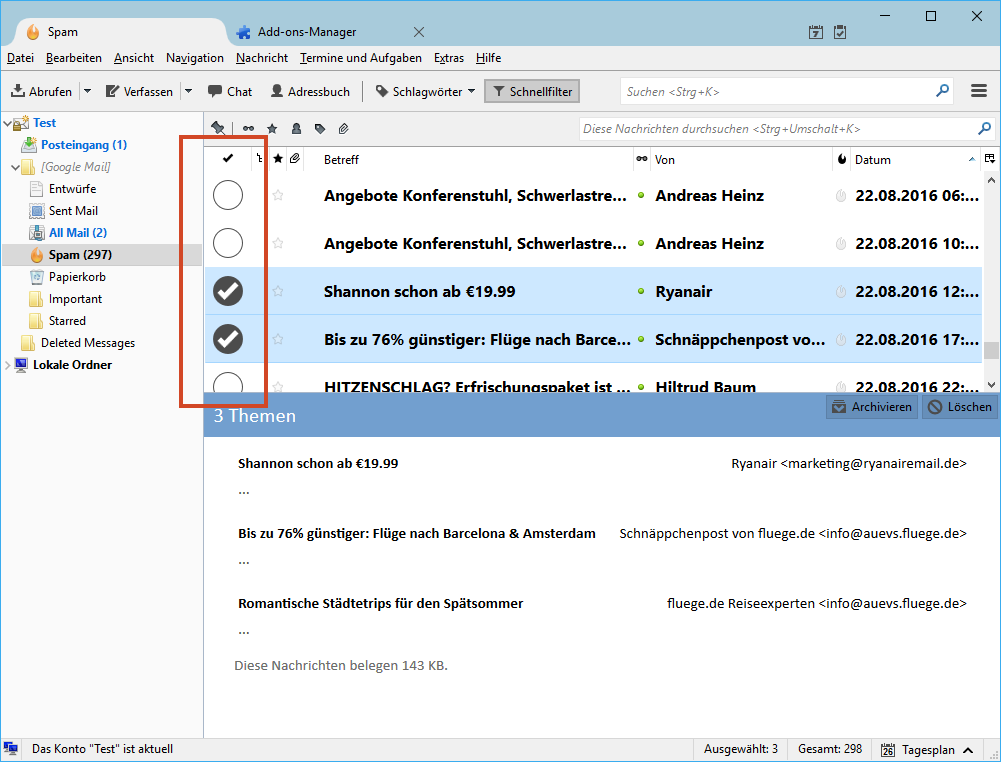 Spam
Add-ons-Manager
Datei Bearbeiten Ansicht Navigation Nachricht Termine und Aufgaben Extras Hilfe
Abrufen Verfassen Chat Adressbuch Schlagwörter Schnellfilter Suchen <Strg+K>
Diese Nachrichten durchsuchen <Strg+Umschalt+K>
Test
Posteingang (1)
[Google Mail]
Entwürfe
Sent Mail
All Mail (2)
Spam (297)
Papierkorb
Important
Starred
Deleted Messages
Lokale Ordner
Betreff Von Datum
Angebote Konferenstuhl, Schwerlastre... Andreas Heinz 22.08.2016 06:...
Angebote Konferenstuhl, Schwerlastre... Andreas Heinz 22.08.2016 10:...
Shannon schon ab €19.99 Ryanair 22.08.2016 12:...
Bis zu 76% günstiger: Flüge nach Barce... Schnäppchenpost vo... 22.08.2016 17:...
HITZENSCHLAG? Erfrischungspaket ist ... Hiltrud Baum 22.08.2016 22:...
3 Themen Archivieren Löschen
Shannon schon ab €19.99 Ryanair <marketing@ryanairemail.de>
...
Bis zu 76% günstiger: Flüge nach Barcelona & Amsterdam Schnäppchenpost von fluege.de <info@auevs.fluege.de>
...
Romantische Städtetrips für den Spätsommer fluege.de Reiseexperten <info@auevs.fluege.de>
...
Diese Nachrichten belegen 143 KB.
Das Konto "Test" ist aktuell Ausgewählt: 3 Gesamt: 298 26 Tagesplan